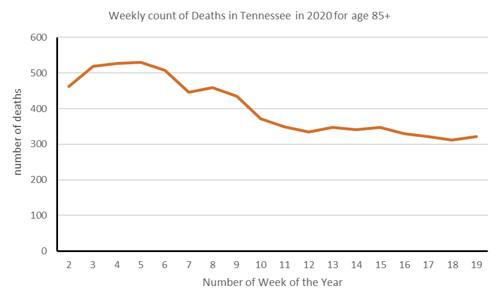 Weekly count of Deaths in Tennessee in 2020 for age 85+
600
500
400
300
200
100
0
number of deaths
2 3 4 5 6 7 8 9 10 11 12 13 14 15 16 17 18 19
Number of Week of the Year